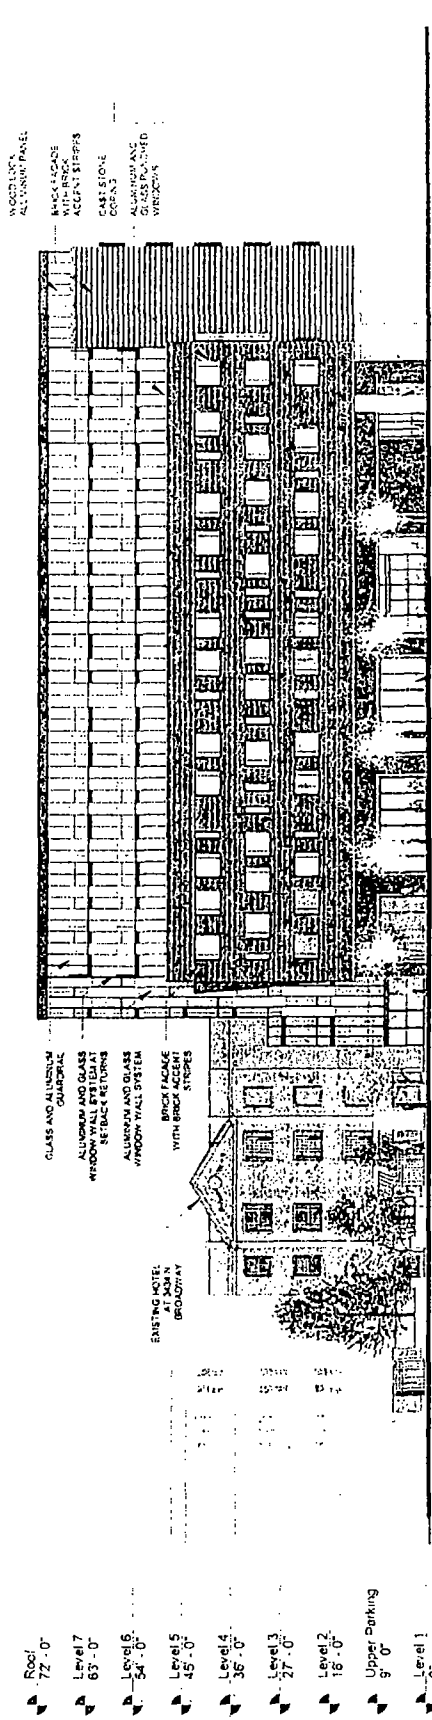 WOOD LOOK
ALUMINUM PANEL
BRICK FACADE
WITH BRICK
ACCENT STRIPES
CAST STONE
COPING
ALUMINUM AND
GLASS PUNCHED
WINDOWS
GLASS AND ALUMINUM
GUARDRAIL
ALUMINUM AND GLASS
WINDOW WALL SYSTEM AT
SETBACK RETURNS
ALUMINUM AND GLASS
WINDOW WALL SYSTEM
BRICK FACADE
WITH BRICK ACCENT
STRIPES
EXISTING HOTEL
AT 3434 N
BROADWAY
Roof
72' - 0"
Level 7
63' - 0"
Level 6
54' - 0"
Level 5
45' - 0"
Level 4
36' - 0"
Level 3
27' - 0"
Level 2
18' - 0"
Upper Parking
9' 0"
Level 1